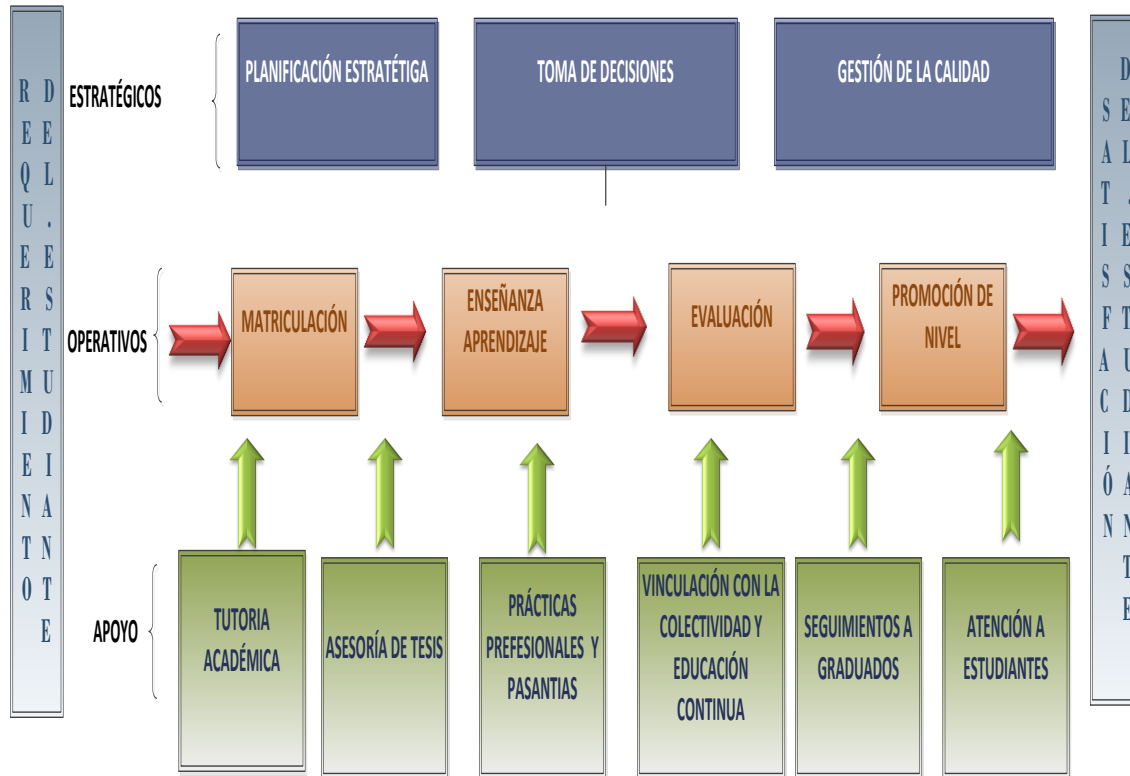 REQUERIMIENTO
DEL.ESTUDIANTE
ESTRATÉGICOS
PLANIFICACIÓN ESTRATÉTIGA
TOMA DE DECISIONES
GESTIÓN DE LA CALIDAD
OPERATIVOS
MATRICULACIÓN
ENSEÑANZA
APRENDIZAJE
EVALUACIÓN
PROMOCIÓN DE
NIVEL
APOYO
TUTORIA
ACADÉMICA
ASESORÍA DE TESIS
PRÁCTICAS
PREFESIONALES Y
PASANTIAS
VINCULACIÓN CON LA
COLECTIVIDAD Y
EDUCACIÓN
CONTINUA
SEGUIMIENTOS A
GRADUADOS
ATENCIÓN A
ESTUDIANTES
SATISFACIÓN
DEL.ESTUDIANTE